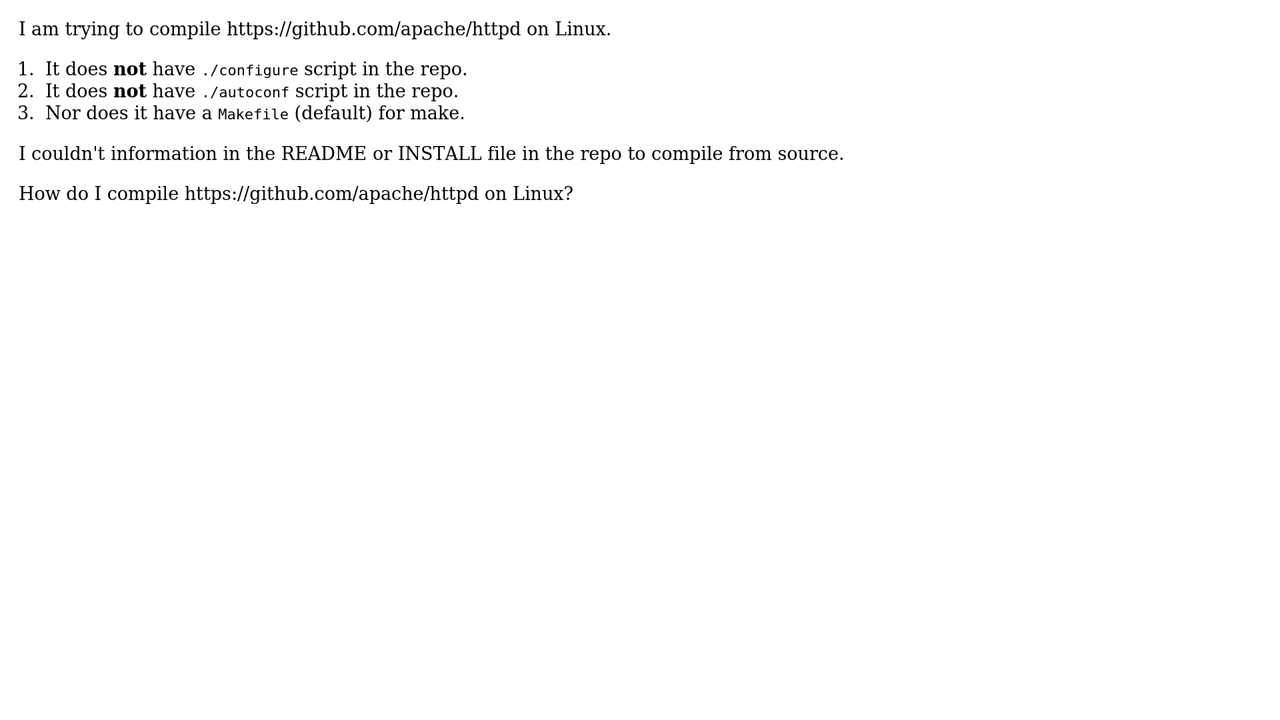 I am trying to compile https://github.com/apache/httpd on Linux.
1. It does not have ./configure script in the repo.
2. It does not have ./autoconf script in the repo.
3. Nor does it have a Makefile (default) for make.
I couldn't information in the README or INSTALL file in the repo to compile from source.
How do I compile https://github.com/apache/httpd on Linux?